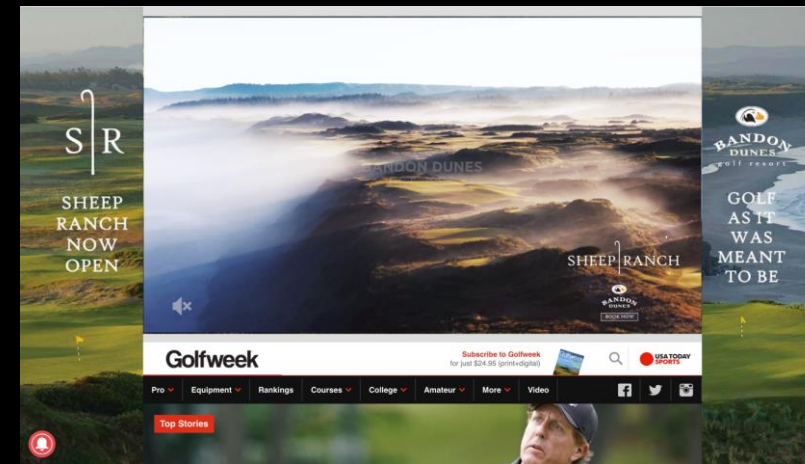 S R
SHEEP
RANCH
NOW
OPEN
BANDON DUNES
SHEEP RANCH
BANDON
DUNES
BOOK NOW
BANDON
DUNES
golf resort
GOLF
AS IT
WAS
MEANT
TO BE
Golfweek
Subscribe to Golfweek
for just $24.95 (print+digital)
USA TODAY
SPORTS
Pro Equipment Rankings Courses College Amateur More Video
Top Stories